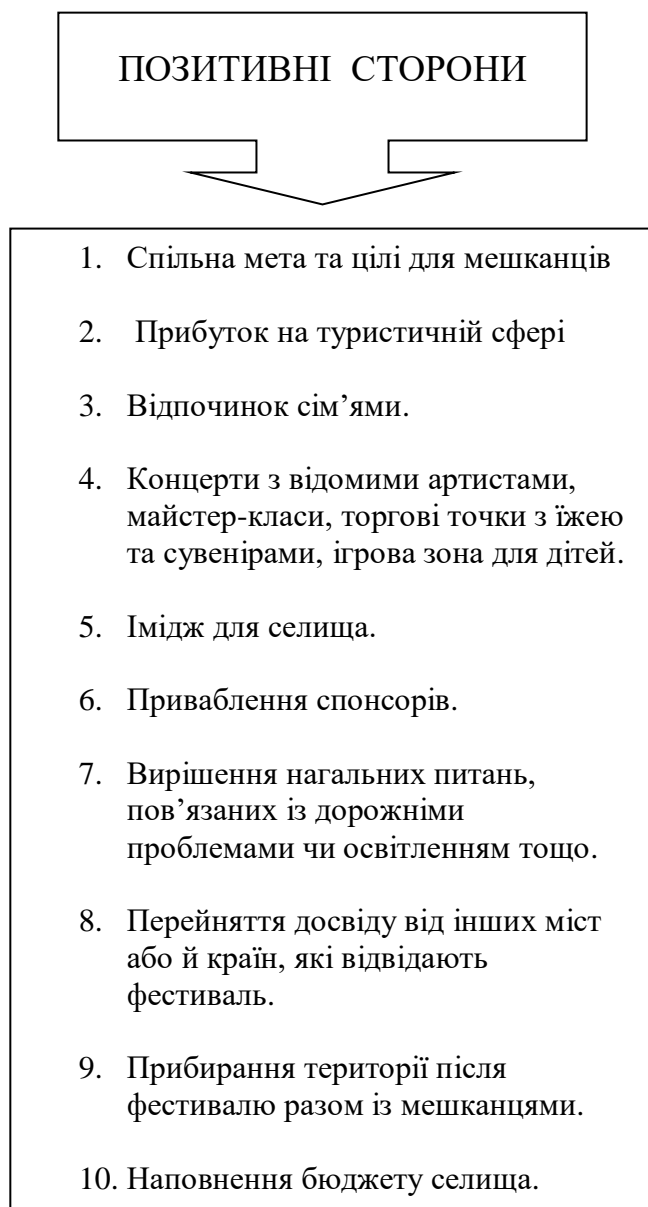 ПОЗИТИВНІ СТОРОНИ
1. Спільна мета та цілі для мешканців
2. Прибуток на туристичній сфері
3. Відпочинок сім’ями.
4. Концерти з відомими артистами,
майстер-класи, торгові точки з їжею
та сувенірами, ігрова зона для дітей.
5. Імідж для селища.
6. Приваблення спонсорів.
7. Вирішення нагальних питань,
пов’язаних із дорожніми
проблемами чи освітленням тощо.
8. Перейняття досвіду від інших міст
або й країн, які відвідають
фестиваль.
9. Прибирання території після
фестивалю разом із мешканцями.
10. Наповнення бюджету селища.